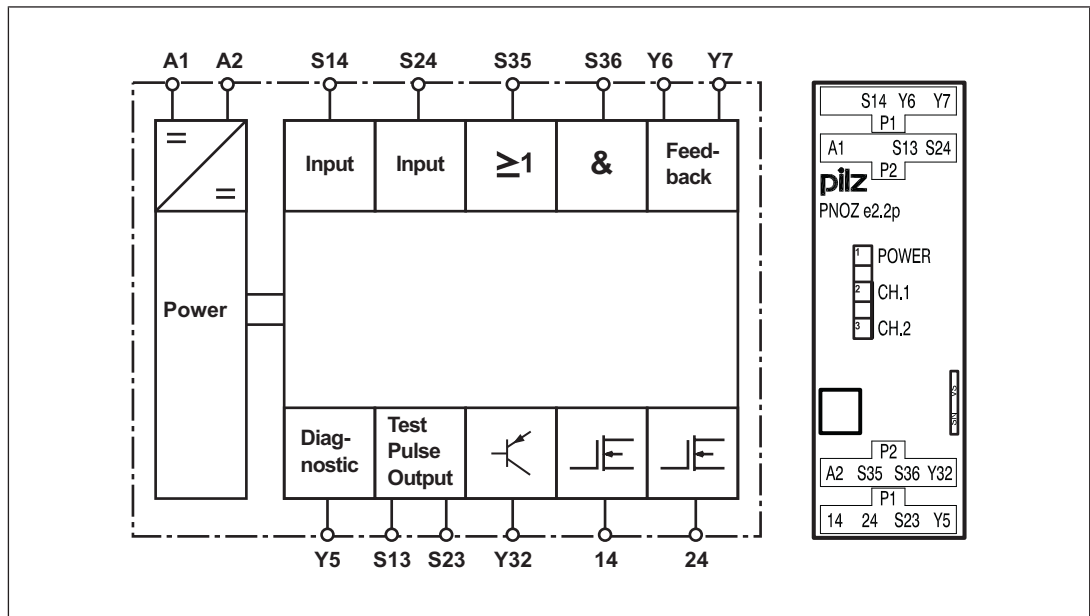 A1 A2 S14 S24 S35 S36 Y6 Y7
=
=
Power
Input
Input
≥1
&
Feed-
back
Diag-
nostic
Test
Pulse
Output
Y5 S13 S23 Y32 14 24
S14 Y6 Y7
P1
A1 S13 S24
P2
pilz
PNOZ e2.2p
1 POWER
2 CH.1
3 CH.2
SN VS
P2
A2 S35 S36 Y32
P1
14 24 S23 Y5